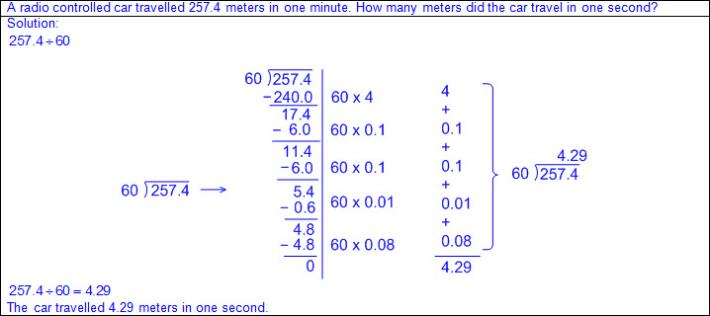 A radio controlled car travelled 257.4 meters in one minute. How many meters did the car travel in one second?
Solution:
257.4÷60
60 )257.4 →
60 )257.4
−240.0 60 x 4
17.4
− 6.0 60 x 0.1
11.4
−6.0 60 x 0.1
5.4
− 0.6 60 x 0.01
4.8
− 4.8 60 x 0.08
0
4
+
0.1
+
0.1
+
0.01
+
0.08
4.29
4.29
60 )257.4
257.4÷60 = 4.29
The car travelled 4.29 meters in one second.